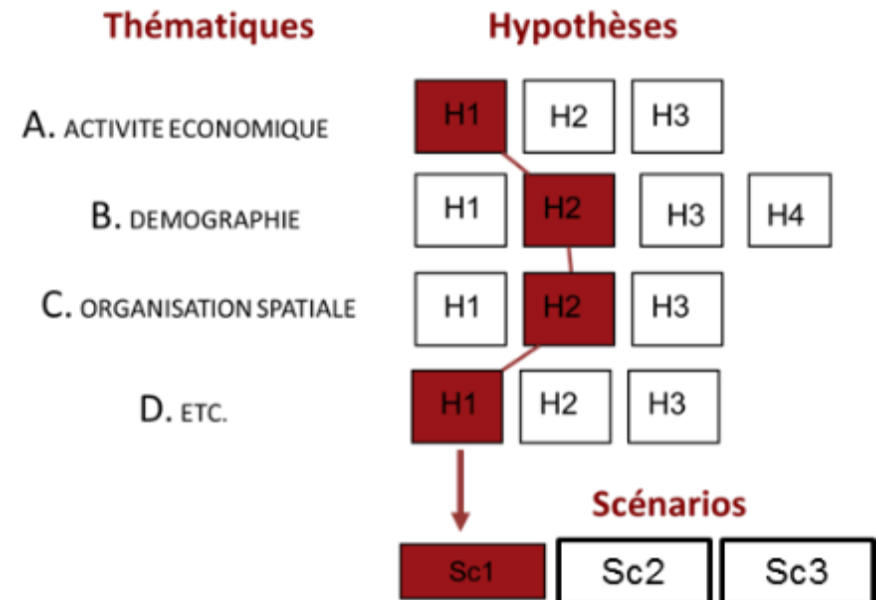 Thématiques Hypothèses
A. ACTIVITE ECONOMIQUE H1 H2 H3
B. DEMOGRAPHIE H1 H2 H3 H4
C. ORGANISATION SPATIALE H1 H2 H3
D. ETC. H1 H2 H3
Scénarios
Sc1 Sc2 Sc3